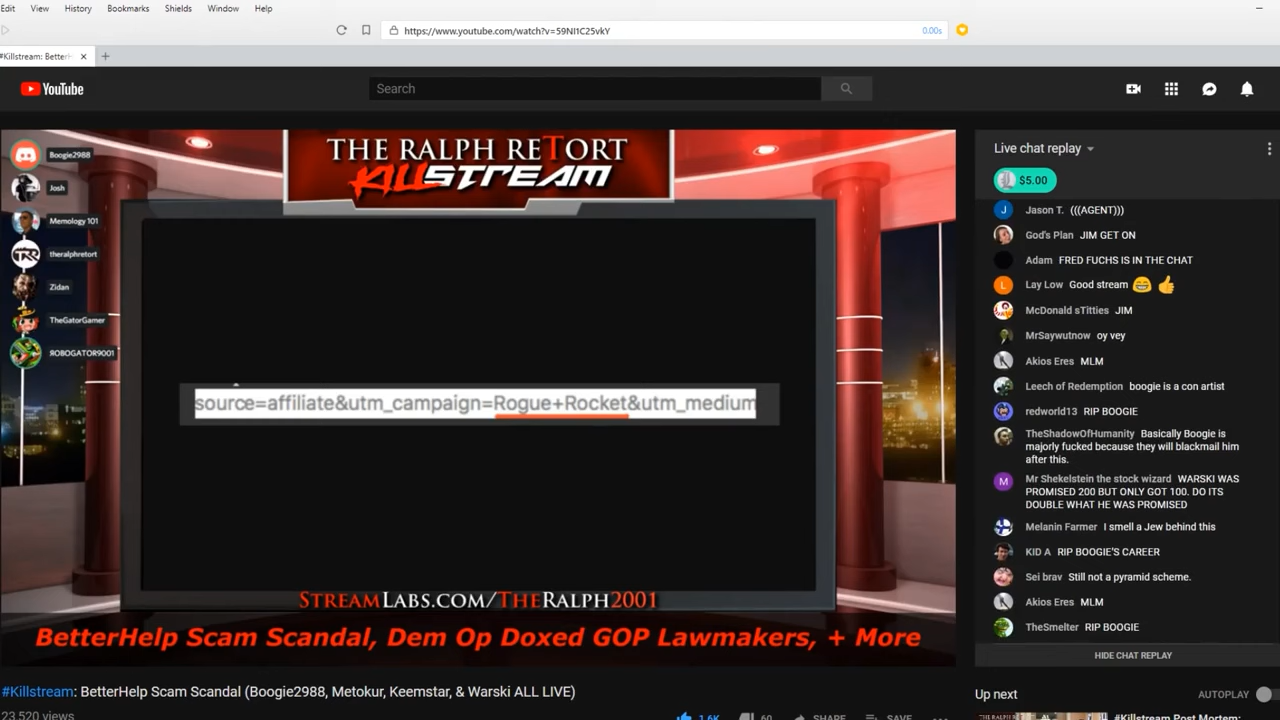 Edit View History Bookmarks Shields Window Help
https://www.youtube.com/watch?v=59NI1C25vkY 0.00s
#Killstream: BetterH
YouTube
Search
THE RALPH RETORT
KILLSTREAM
Boogie2988
Josh
Memology 101
TRR theralphretort
Zidan
TheGatorGamer
ЯOBOGATOR9001
source=affiliate&utm_campaign=Rogue+Rocket&utm_medium
STREAMLABS.COM/THERALPH2001
BetterHelp Scam Scandal, Dem Op Doxed GOP Lawmakers, + More
#Killstream: BetterHelp Scam Scandal (Boogie2988, Metokur, Keemstar, & Warski ALL LIVE)
23,520 views
1.6K 60 SHARE SAVE
Live chat replay
$5.00
J Jason T. (((AGENT)))
God's Plan JIM GET ON
Adam FRED FUCHS IS IN THE CHAT
L Lay Low Good stream 😂 👍
McDonald sTitties JIM
MrSaywutnow oy vey
Akios Eres MLM
Leech of Redemption boogie is a con artist
redworld13 RIP BOOGIE
TheShadowOfHumanity Basically Boogie is
majorly fucked because they will blackmail him
after this.
M Mr Shekelstein the stock wizard WARSKI WAS
PROMISED 200 BUT ONLY GOT 100. DO ITS
DOUBLE WHAT HE WAS PROMISED
Melanin Farmer I smell a Jew behind this
KID A RIP BOOGIE'S CAREER
Sei brav Still not a pyramid scheme.
Akios Eres MLM
TheSmelter RIP BOOGIE
HIDE CHAT REPLAY
Up next AUTOPLAY
#Killstream Post Mortem: